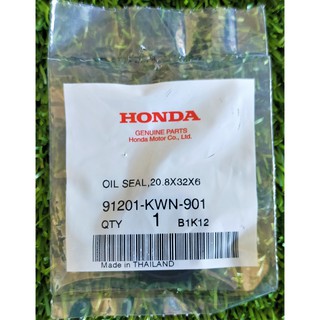 HONDA
GENUINE PARTS
Honda Motor Co., Ltd.
OIL SEAL,20.8X32X6
91201-KWN-901
QTY 1 B1K12
Made in THAILAND